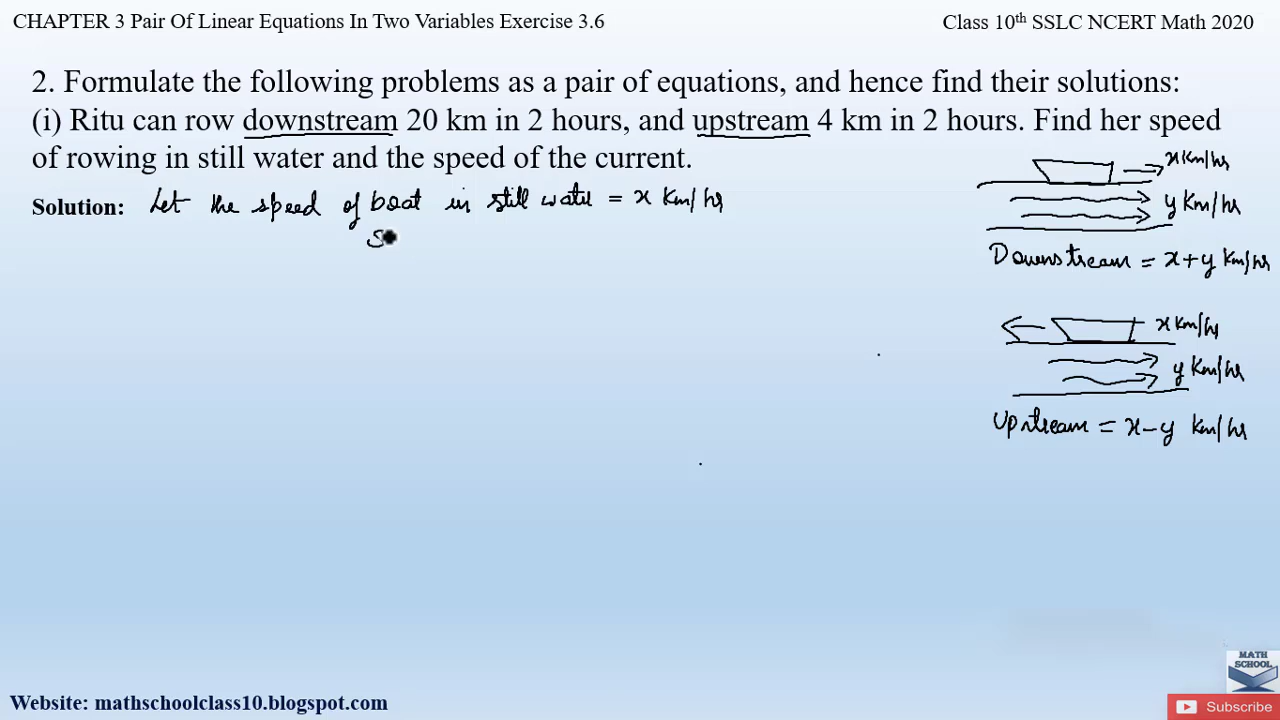 CHAPTER 3 Pair Of Linear Equations In Two Variables Exercise 3.6
Class 10th SSLC NCERT Math 2020
2. Formulate the following problems as a pair of equations, and hence find their solutions:
(i) Ritu can row downstream 20 km in 2 hours, and upstream 4 km in 2 hours. Find her speed
of rowing in still water and the speed of the current.
Solution: Let the speed of boat in still water = x Km/hr
S
x Km/hr
y Km/hr
Downstream = x+y Km/hr
x Km/hr
y Km/hr
Upstream = x-y Km/hr
MATH
SCHOOL
Website: mathschoolclass10.blogspot.com
Subscribe